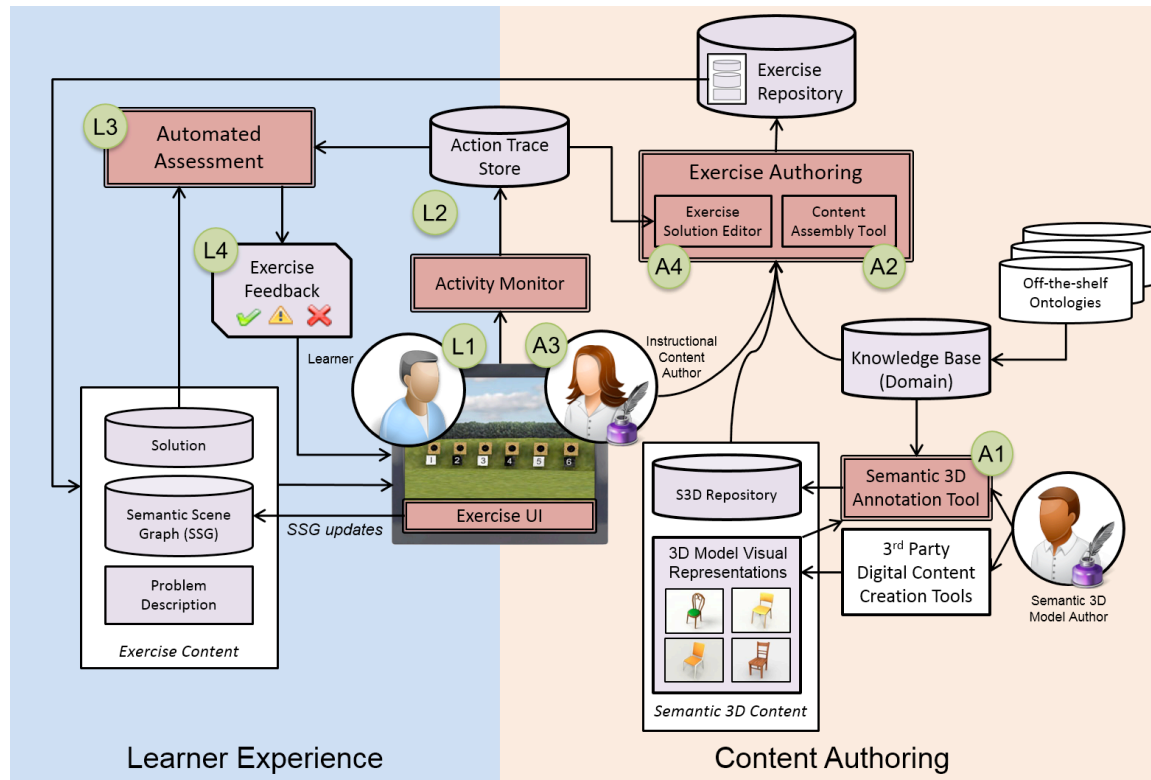 Exercise
Repository
L3
Automated
Assessment
Action Trace
Store
L2
Exercise Authoring
Exercise
Solution Editor
Content
Assembly Tool
A4
A2
L4
Exercise
Feedback
Activity Monitor
Off-the-shelf
Ontologies
L1
A3
Learner
Instructional
Content
Author
Knowledge Base
(Domain)
1
2
3
4
5
6
Exercise UI
SSG updates
Solution
Semantic Scene
Graph (SSG)
Problem
Description
Exercise Content
A1
S3D Repository
Semantic 3D
Annotation Tool
3D Model Visual
Representations
3rd Party
Digital Content
Creation Tools
Semantic 3D
Model Author
Semantic 3D Content
Learner Experience
Content Authoring